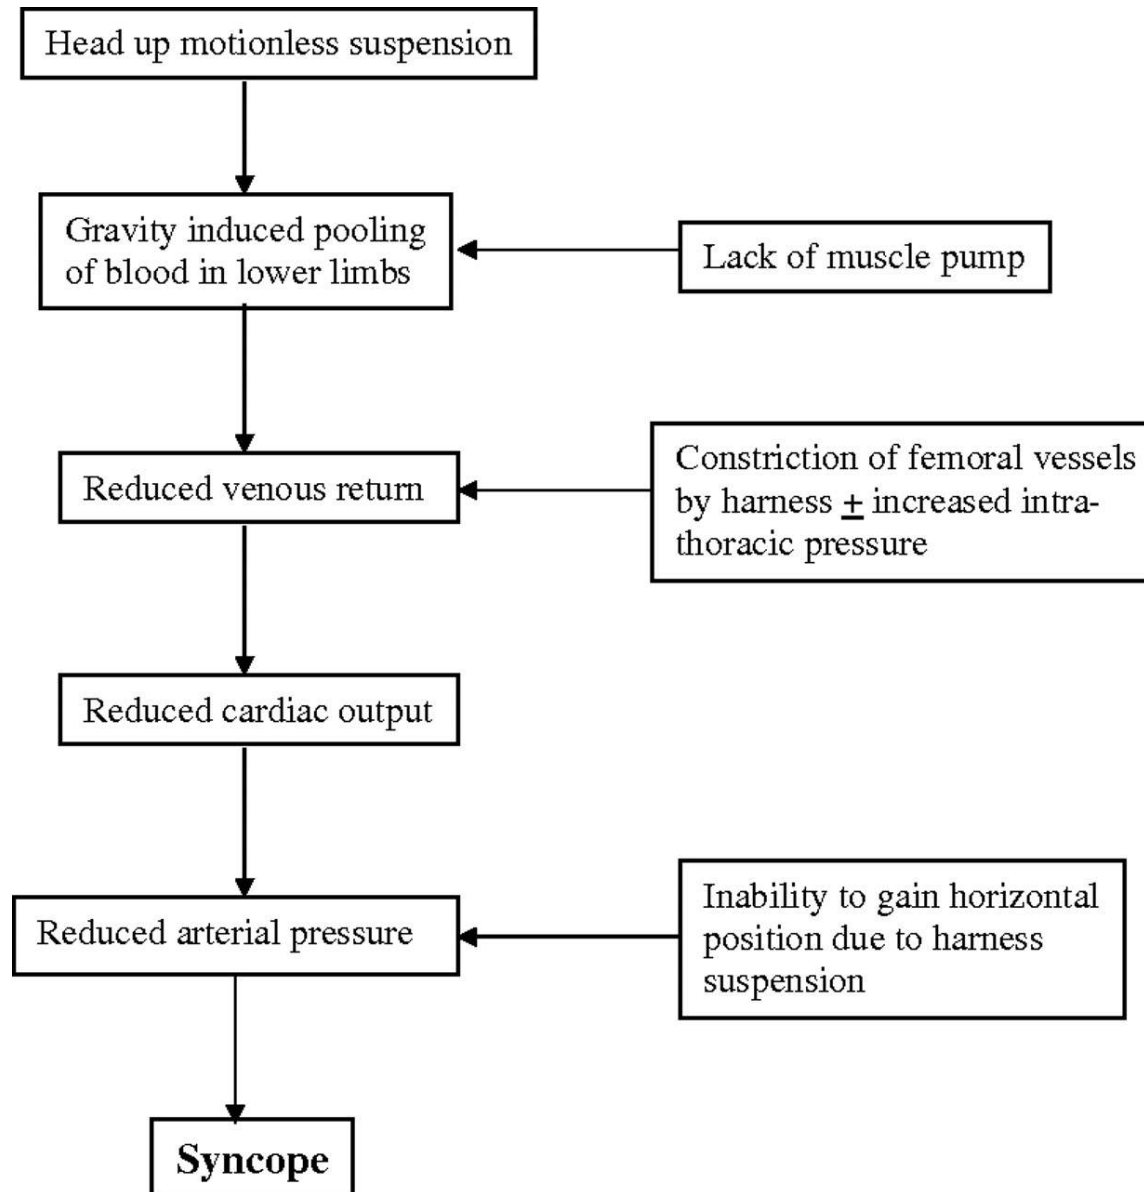 Head up motionless suspension
Gravity induced pooling
of blood in lower limbs
Lack of muscle pump
Reduced venous return
Constriction of femoral vessels
by harness ± increased intra-
thoracic pressure
Reduced cardiac output
Reduced arterial pressure
Inability to gain horizontal
position due to harness
suspension
Syncope